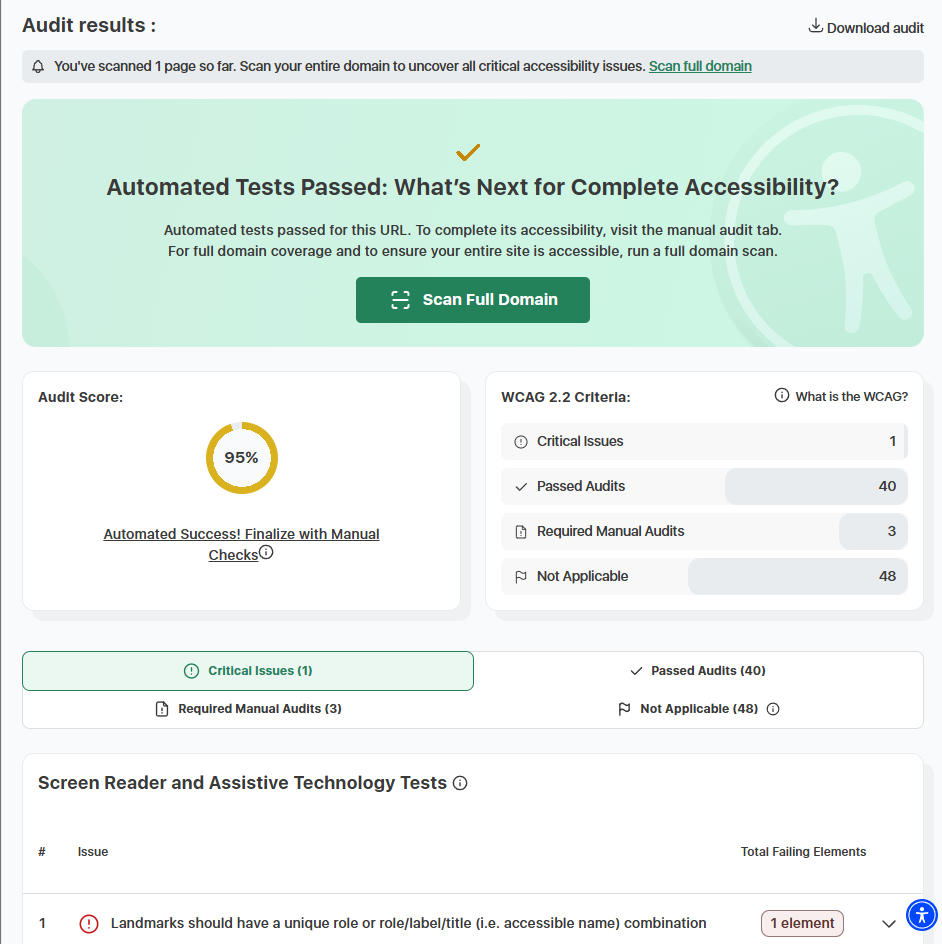 Audit results :
Download audit
You've scanned 1 page so far. Scan your entire domain to uncover all critical accessibility issues. Scan full domain
Automated Tests Passed: What's Next for Complete Accessibility?
Automated tests passed for this URL. To complete its accessibility, visit the manual audit tab.
For full domain coverage and to ensure your entire site is accessible, run a full domain scan.
Scan Full Domain
Audit Score:
95%
Automated Success! Finalize with Manual
Checks
WCAG 2.2 Criteria:
What is the WCAG?
Critical Issues 1
Passed Audits 40
Required Manual Audits 3
Not Applicable 48
Critical Issues (1)
Passed Audits (40)
Required Manual Audits (3)
Not Applicable (48)
Screen Reader and Assistive Technology Tests
# Issue Total Failing Elements
1 Landmarks should have a unique role or role/label/title (i.e. accessible name) combination 1 element